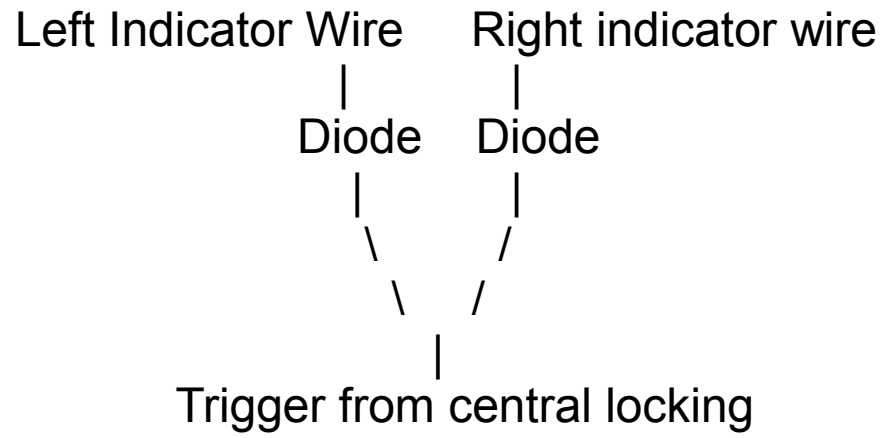 Left Indicator Wire Right indicator wire
| |
Diode Diode
| |
\ /
\ /
|
Trigger from central locking